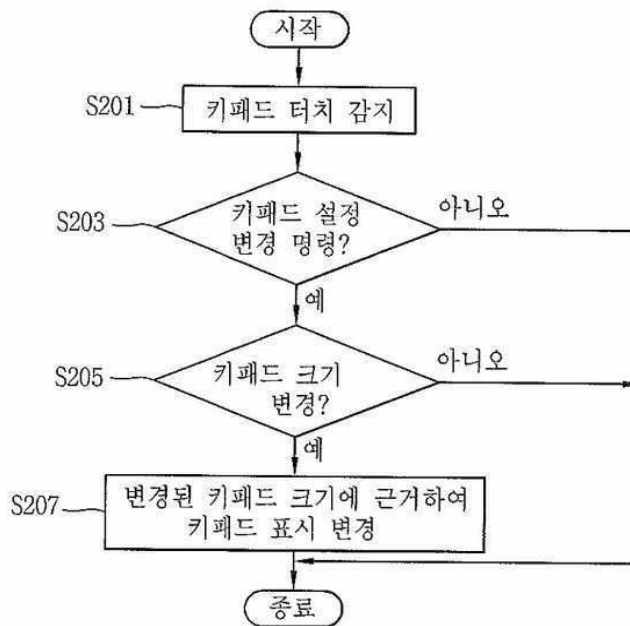 시작
S201
키패드 터치 감지
S203
키패드 설정
변경 명령?
아니오
예
S205
키패드 크기
변경?
아니오
예
S207
변경된 키패드 크기에 근거하여
키패드 표시 변경
종료